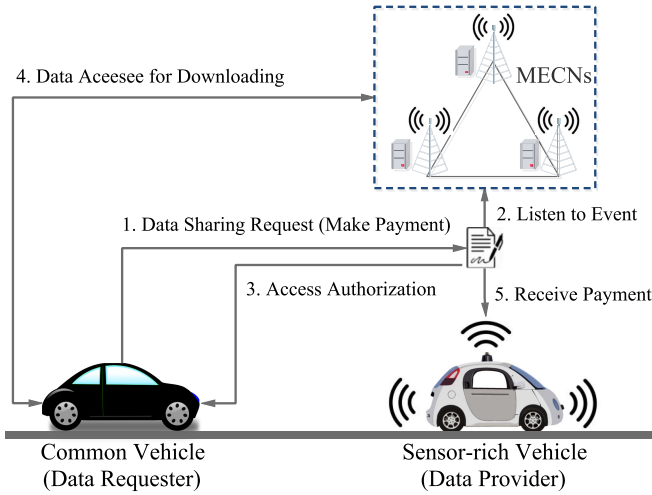 4. Data Aceesee for Downloading
MECNs
1. Data Sharing Request (Make Payment)
2. Listen to Event
3. Access Authorization
5. Receive Payment
Common Vehicle
(Data Requester)
Sensor-rich Vehicle
(Data Provider)